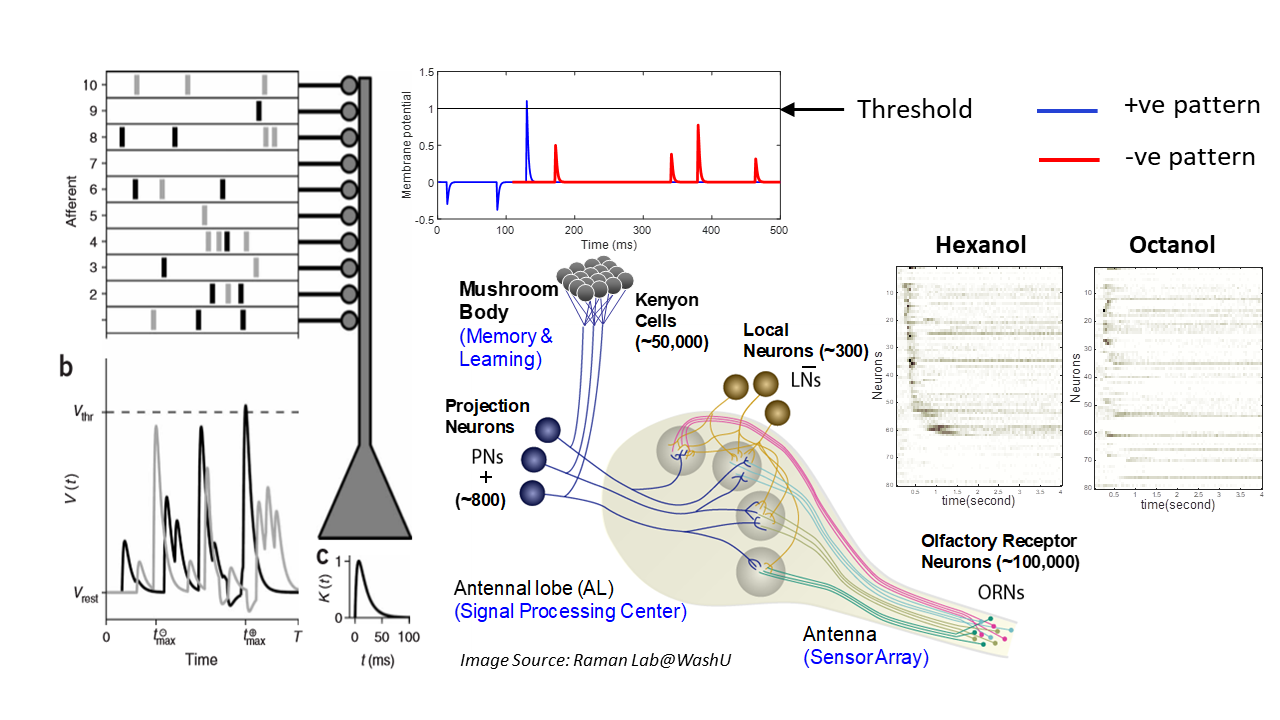 10
9
8
7
6
5
4
3
2
Afferent
b
Vthr
V(t)
Vrest
0
t⊖max
t⊕max
T
Time
c
1
K(t)
0
0
50
100
t (ms)
1.5
1
0.5
0
-0.5
Membrane potential
0
100
200
300
400
500
Time (ms)
Threshold
+ve pattern
-ve pattern
Mushroom
Body
(Memory &
Learning)
Kenyon
Cells
(~50,000)
Local
Neurons (~300)
LNs
Projection
Neurons
PNs
+
(~800)
Antennal lobe (AL)
(Signal Processing Center)
Image Source: Raman Lab@WashU
Antenna
(Sensor Array)
Olfactory Receptor
Neurons (~100,000)
ORNs
Hexanol
10
20
30
40
50
60
70
80
Neurons
0.5
1
1.5
2
2.5
3
3.5
4
time(second)
Octanol
10
20
30
40
50
60
70
80
Neurons
0.5
1
1.5
2
2.5
3
3.5
4
time(second)